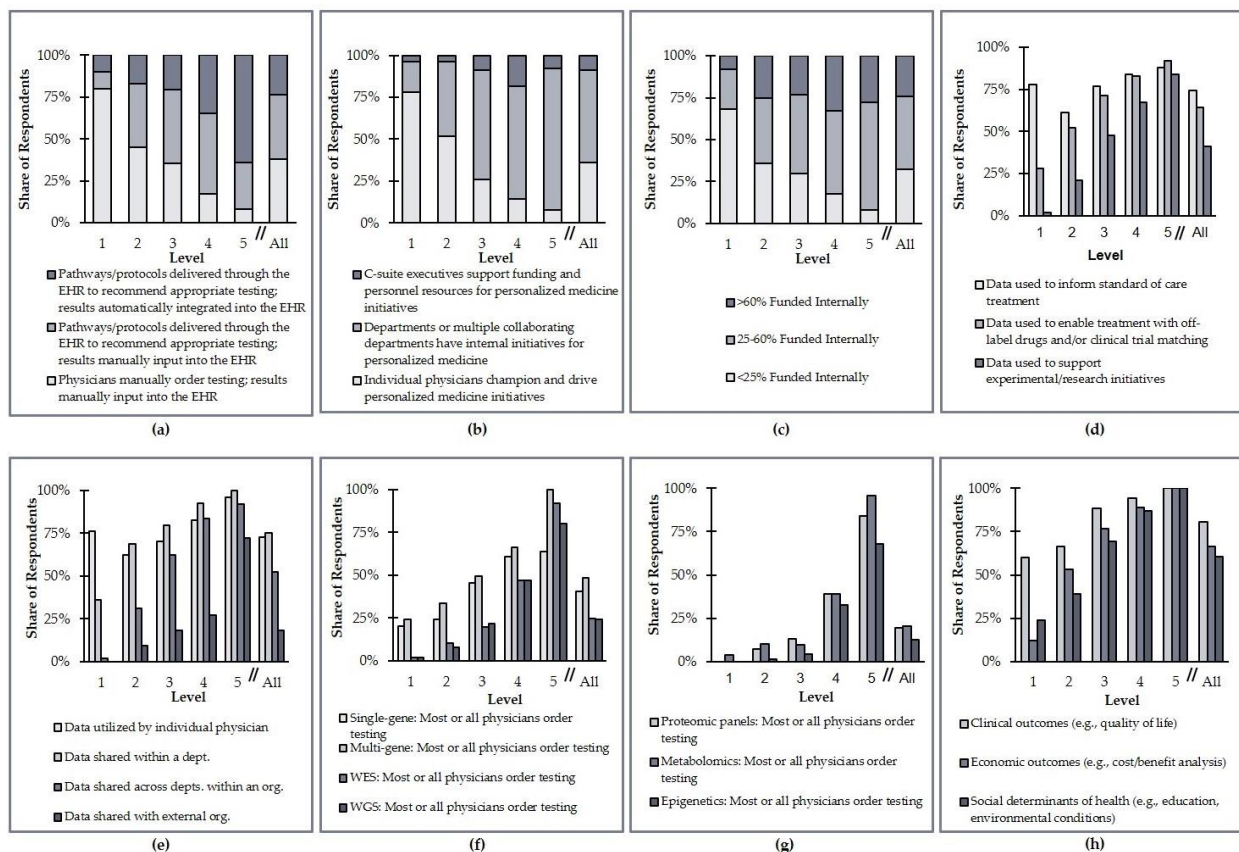 100%
75%
50%
25%
0%
Share of Respondents
1 2 3 4 5 // All
Level
Pathways/protocols delivered through the
EHR to recommend appropriate testing;
results automatically integrated into the EHR
Pathways/protocols delivered through the
EHR to recommend appropriate testing;
results manually input into the EHR
Physicians manually order testing; results
manually input into the EHR
(a)
100%
75%
50%
25%
0%
Share of Respondents
1 2 3 4 5 // All
Level
C-suite executives support funding and
personnel resources for personalized medicine
initiatives
Departments or multiple collaborating
departments have internal initiatives for
personalized medicine
Individual physicians champion and drive
personalized medicine initiatives
(b)
100%
75%
50%
25%
0%
Share of Respondents
1 2 3 4 5 // All
Level
>60% Funded Internally
25-60% Funded Internally
<25% Funded Internally
(c)
100%
75%
50%
25%
0%
Share of Respondents
1 2 3 4 5 // All
Level
Data used to inform standard of care
treatment
Data used to enable treatment with off-
label drugs and/or clinical trial matching
Data used to support
experimental/research initiatives
(d)
100%
75%
50%
25%
0%
Share of Respondents
1 2 3 4 5 // All
Level
Data utilized by individual physician
Data shared within a dept.
Data shared across depts. within an org.
Data shared with external org.
(e)
100%
75%
50%
25%
0%
Share of Respondents
1 2 3 4 5 // All
Level
Single-gene: Most or all physicians order
testing
Multi-gene: Most or all physicians order testing
WES: Most or all physicians order testing
WGS: Most or all physicians order testing
(f)
100%
75%
50%
25%
0%
Share of Respondents
1 2 3 4 5 // All
Level
Proteomic panels: Most or all physicians order
testing
Metabolomics: Most or all physicians order
testing
Epigenetics: Most or all physicians order testing
(g)
100%
75%
50%
25%
0%
Share of Respondents
1 2 3 4 5 // All
Level
Clinical outcomes (e.g., quality of life)
Economic outcomes (e.g., cost/benefit analysis)
Social determinants of health (e.g., education,
environmental conditions)
(h)